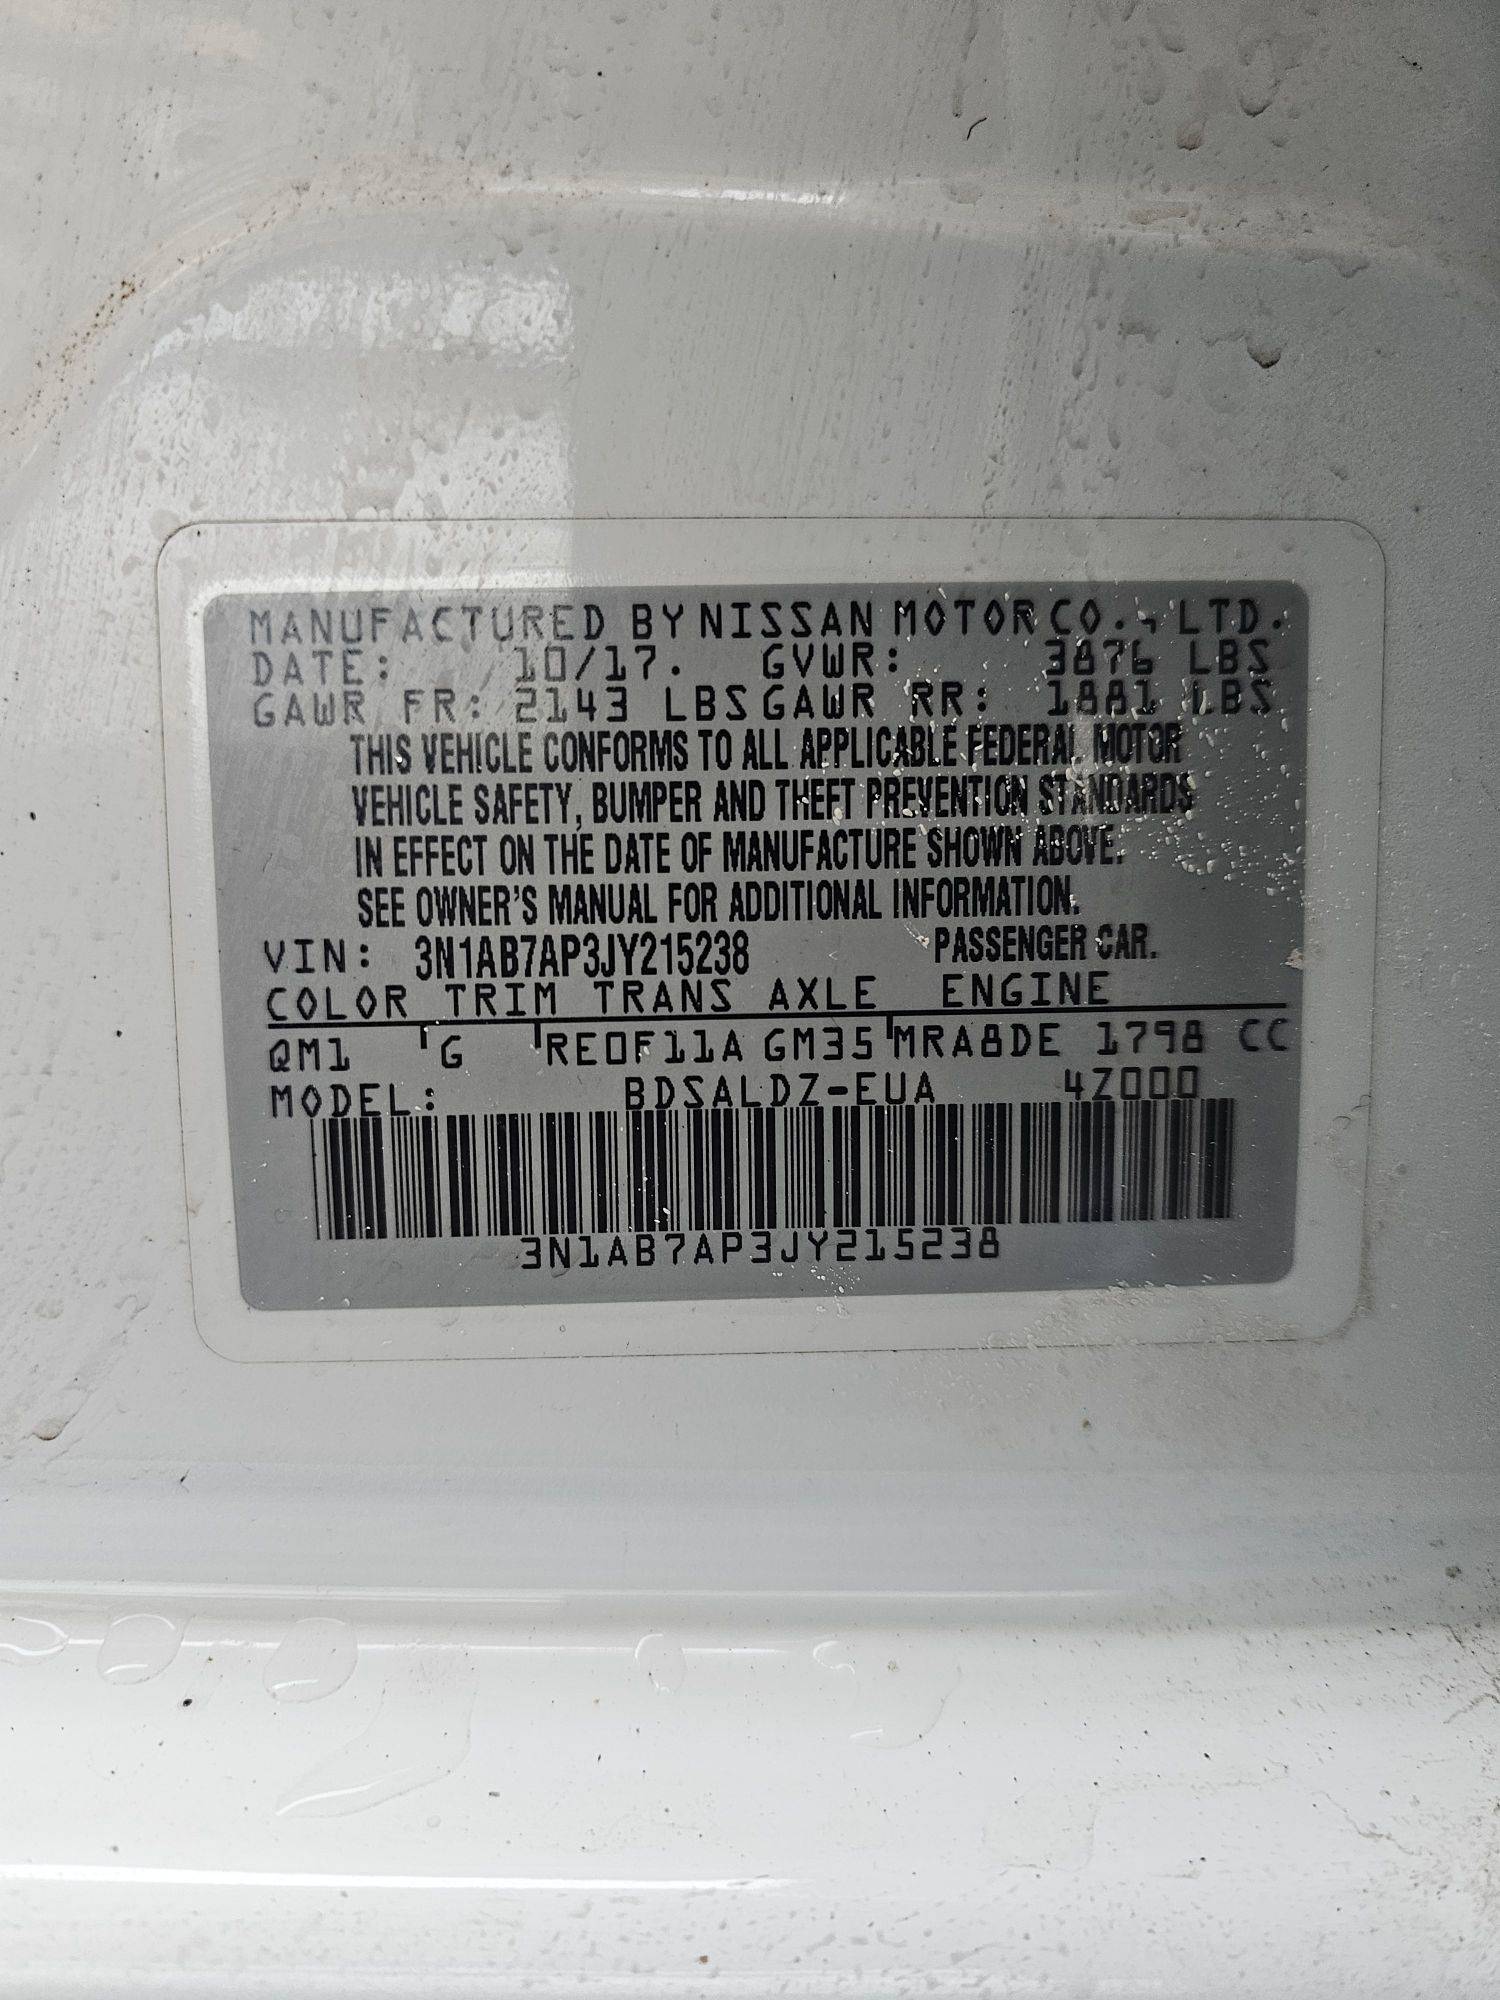 MANUFACTURED BY NISSAN MOTOR CO., LTD.
DATE: 10/17. GVWR: 3876 LBS
GAWR FR: 2143 LBS GAWR RR: 1881 LBS
THIS VEHICLE CONFORMS TO ALL APPLICABLE FEDERAL MOTOR
VEHICLE SAFETY, BUMPER AND THEFT PREVENTION STANDARDS
IN EFFECT ON THE DATE OF MANUFACTURE SHOWN ABOVE.
SEE OWNER'S MANUAL FOR ADDITIONAL INFORMATION.
VIN: 3N1AB7AP3JY215238 PASSENGER CAR.
COLOR TRIM TRANS AXLE ENGINE
QM1 G RE0F11A GM35 MRA8DE 1798 CC
MODEL: BDSALDZ-EUA 4Z000
3N1AB7AP3JY215238